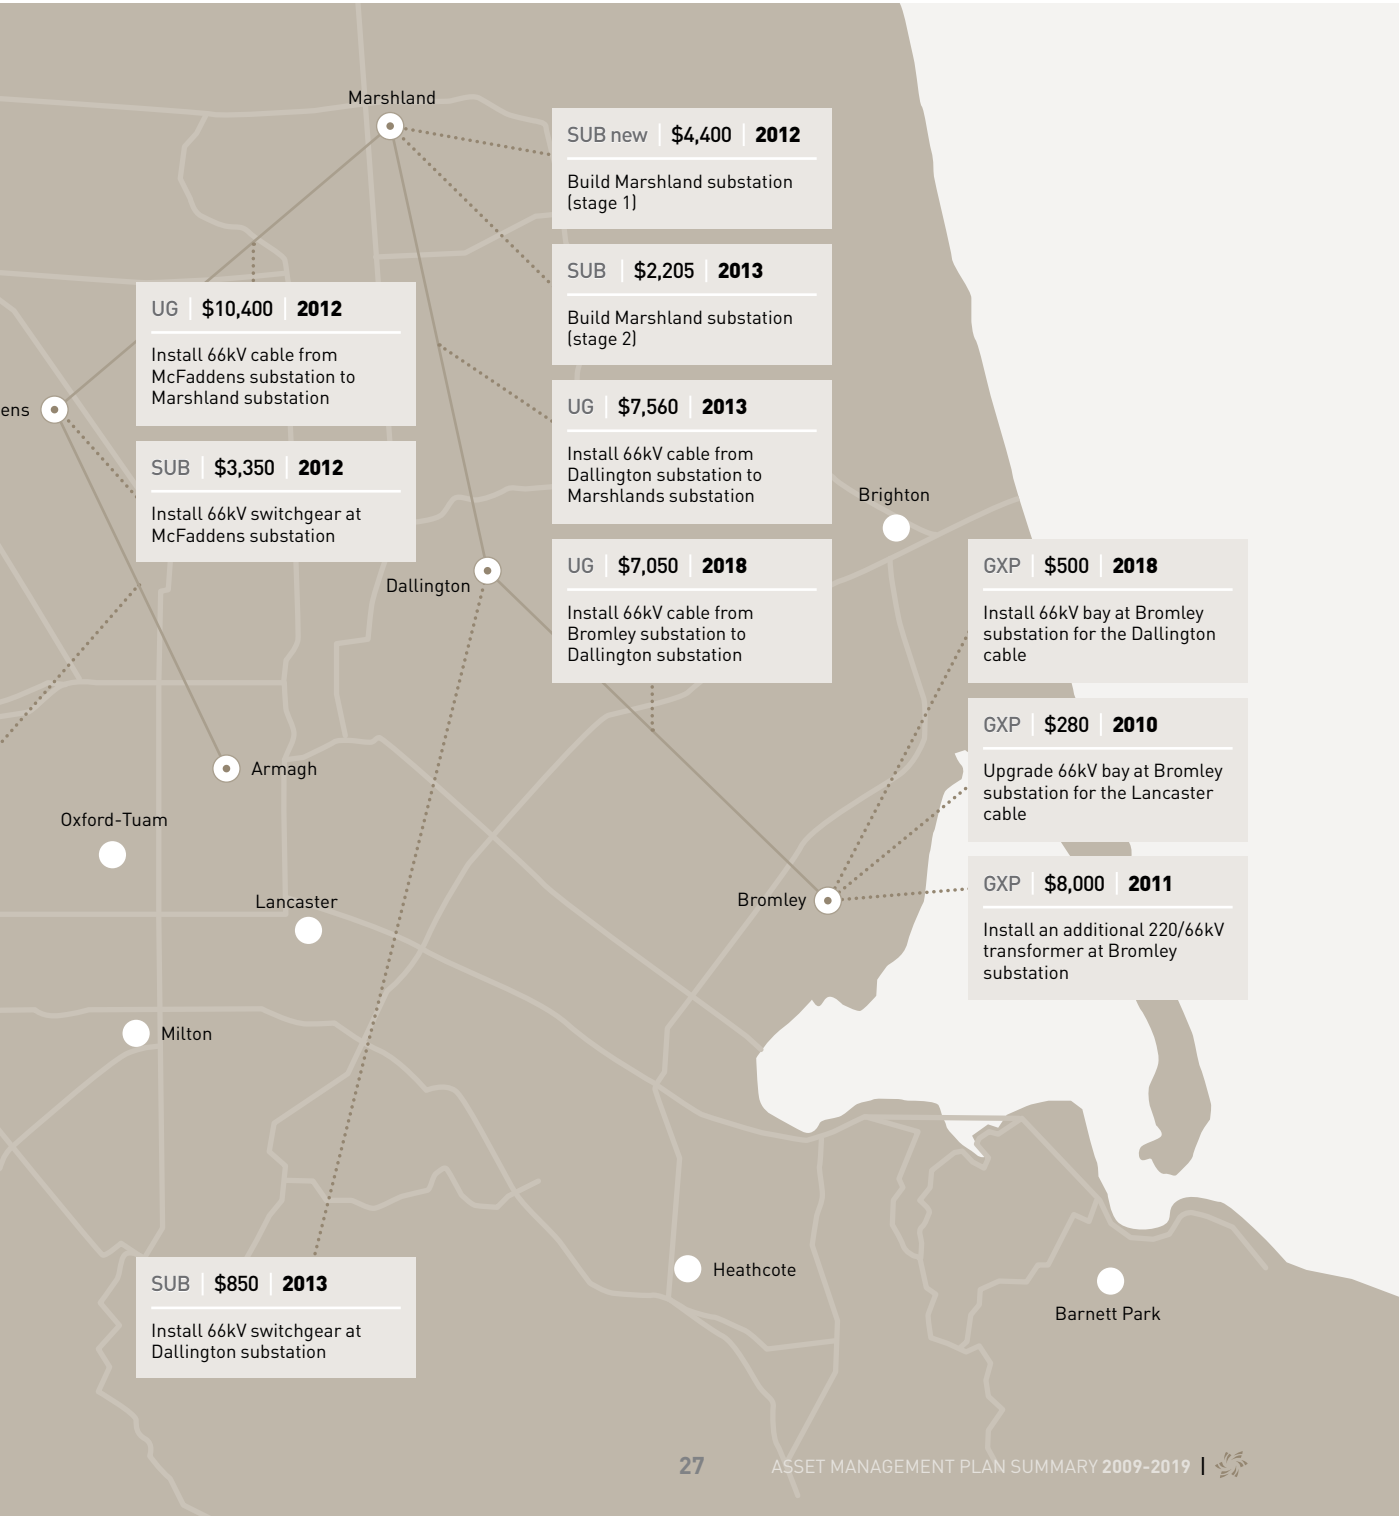 Marshland
SUB new | $4,400 | 2012
Build Marshland substation
(stage 1)
SUB | $2,205 | 2013
Build Marshland substation
(stage 2)
UG | $10,400 | 2012
Install 66kV cable from
McFaddens substation to
Marshland substation
UG | $7,560 | 2013
Install 66kV cable from
Dallington substation to
Marshlands substation
ens
SUB | $3,350 | 2012
Install 66kV switchgear at
McFaddens substation
Brighton
Dallington
UG | $7,050 | 2018
Install 66kV cable from
Bromley substation to
Dallington substation
GXP | $500 | 2018
Install 66kV bay at Bromley
substation for the Dallington
cable
GXP | $280 | 2010
Upgrade 66kV bay at Bromley
substation for the Lancaster
cable
Armagh
Oxford-Tuam
Lancaster
Bromley
GXP | $8,000 | 2011
Install an additional 220/66kV
transformer at Bromley
substation
Milton
Heathcote
Barnett Park
SUB | $850 | 2013
Install 66kV switchgear at
Dallington substation
27 ASSET MANAGEMENT PLAN SUMMARY 2009-2019 |